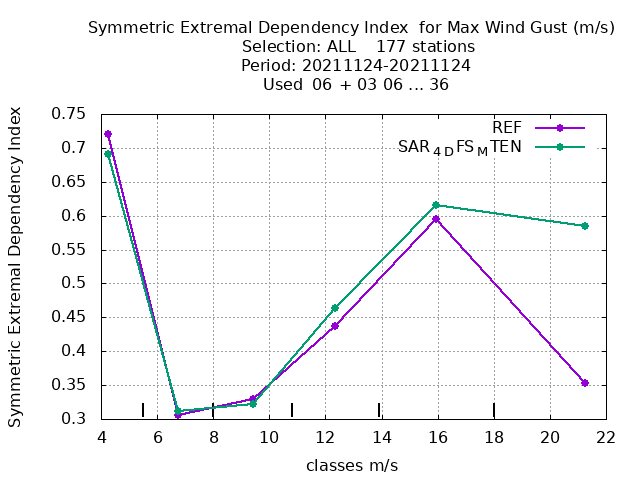 Symmetric Extremal Dependency Index  for Max Wind Gust (m/s)
Selection: ALL    177 stations
Period: 20211124-20211124
Used  06 + 03 06 ... 36
Symmetric Extremal Dependency Index
0.75
0.7
0.65
0.6
0.55
0.5
0.45
0.4
0.35
0.3
REF
SAR₄DFSMTEN
4 6 8 10 12 14 16 18 20 22
classes m/s